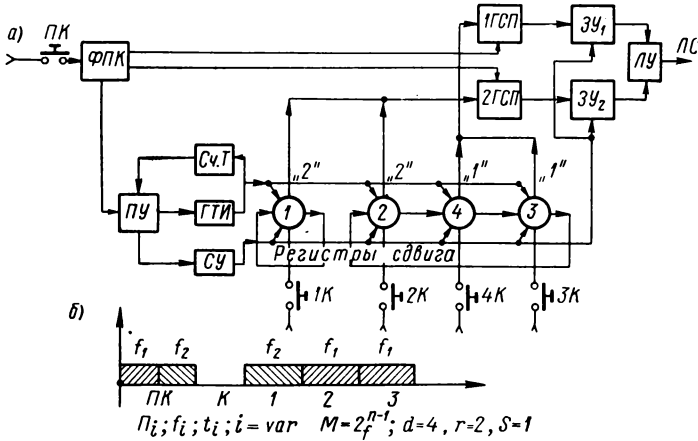 а)
ПК
ФПК
1ГСП
2ГСП
ЗУ1
ЗУ2
ЛУ
ЛС
Сч.Т
ПУ
ГТИ
СУ
„2" „2" „1" „1"
1 2 4 3
Регистры сдвига
1К 2К 4К 3К
б)
f1 f2 f2 f1 f1
ПК К 1 2 3
Пi; fi; ti; i = var M = 2f^n-1; d = 4, r = 2, S = 1